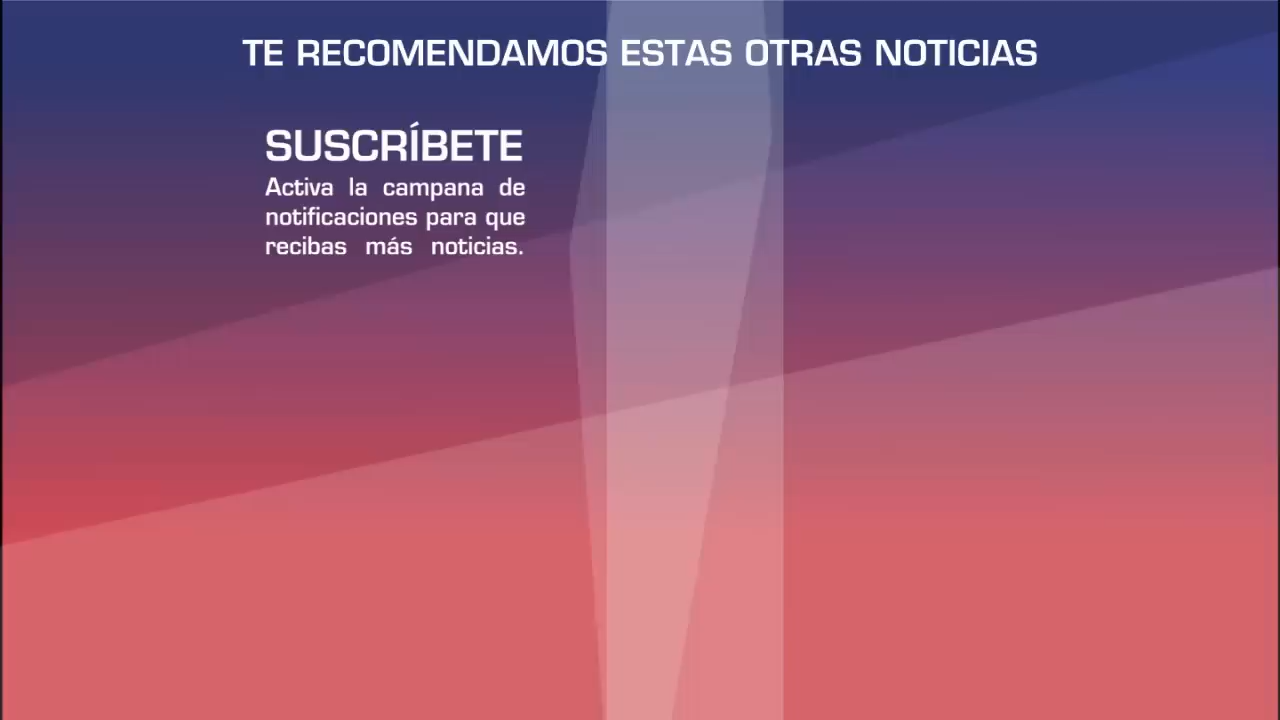 TE RECOMENDAMOS ESTAS OTRAS NOTICIAS
SUSCRÍBETE
Activa la campana de
notificaciones para que
recibas más noticias.